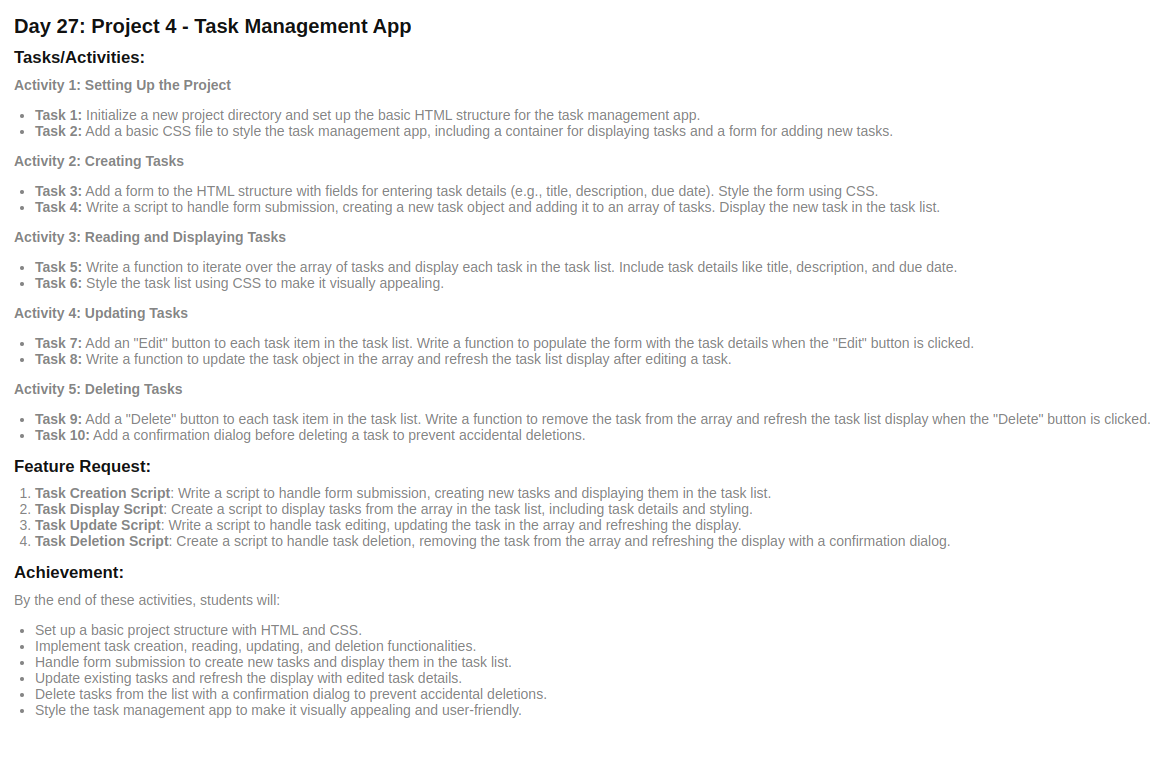 Day 27: Project 4 - Task Management App
Tasks/Activities:
Activity 1: Setting Up the Project
• Task 1: Initialize a new project directory and set up the basic HTML structure for the task management app.
• Task 2: Add a basic CSS file to style the task management app, including a container for displaying tasks and a form for adding new tasks.
Activity 2: Creating Tasks
• Task 3: Add a form to the HTML structure with fields for entering task details (e.g., title, description, due date). Style the form using CSS.
• Task 4: Write a script to handle form submission, creating a new task object and adding it to an array of tasks. Display the new task in the task list.
Activity 3: Reading and Displaying Tasks
• Task 5: Write a function to iterate over the array of tasks and display each task in the task list. Include task details like title, description, and due date.
• Task 6: Style the task list using CSS to make it visually appealing.
Activity 4: Updating Tasks
• Task 7: Add an "Edit" button to each task item in the task list. Write a function to populate the form with the task details when the "Edit" button is clicked.
• Task 8: Write a function to update the task object in the array and refresh the task list display after editing a task.
Activity 5: Deleting Tasks
• Task 9: Add a "Delete" button to each task item in the task list. Write a function to remove the task from the array and refresh the task list display when the "Delete" button is clicked.
• Task 10: Add a confirmation dialog before deleting a task to prevent accidental deletions.
Feature Request:
1. Task Creation Script: Write a script to handle form submission, creating new tasks and displaying them in the task list.
2. Task Display Script: Create a script to display tasks from the array in the task list, including task details and styling.
3. Task Update Script: Write a script to handle task editing, updating the task in the array and refreshing the display.
4. Task Deletion Script: Create a script to handle task deletion, removing the task from the array and refreshing the display with a confirmation dialog.
Achievement:
By the end of these activities, students will:
• Set up a basic project structure with HTML and CSS.
• Implement task creation, reading, updating, and deletion functionalities.
• Handle form submission to create new tasks and display them in the task list.
• Update existing tasks and refresh the display with edited task details.
• Delete tasks from the list with a confirmation dialog to prevent accidental deletions.
• Style the task management app to make it visually appealing and user-friendly.